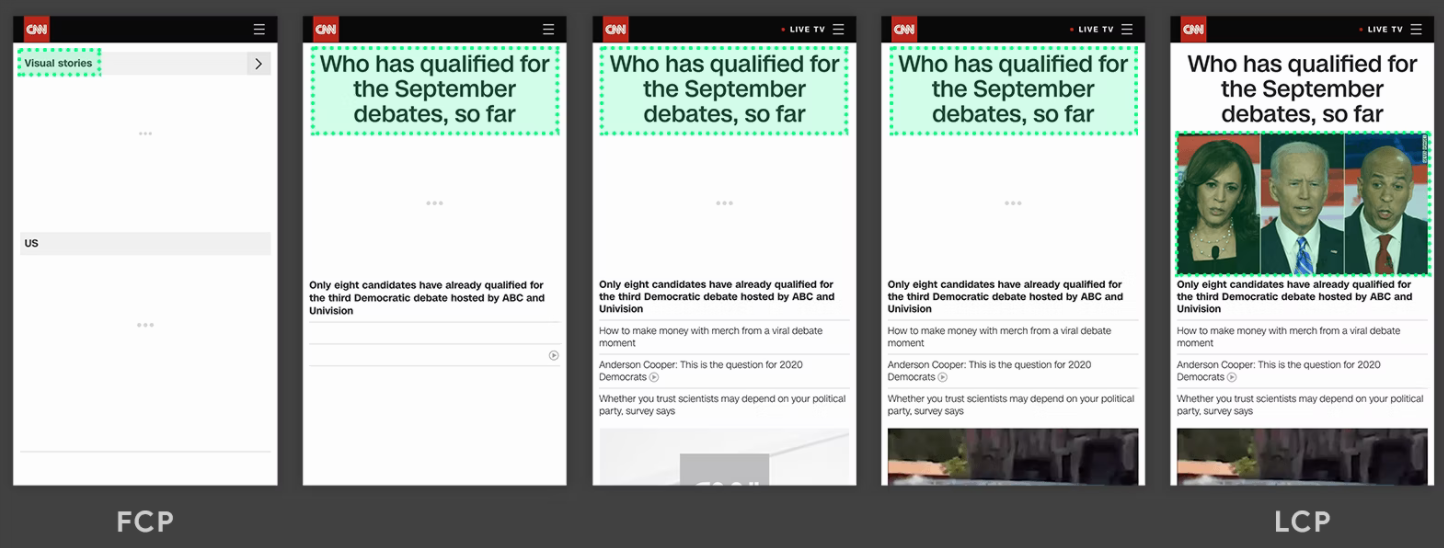 CNN
Visual stories
US
CNN
Who has qualified for
the September
debates, so far
Only eight candidates have already qualified for
the third Democratic debate hosted by ABC and
Univision
CNN
LIVE TV
Who has qualified for
the September
debates, so far
Only eight candidates have already qualified for
the third Democratic debate hosted by ABC and
Univision
How to make money with merch from a viral debate
moment
Anderson Cooper: This is the question for 2020
Democrats
Whether you trust scientists may depend on your political
party, survey says
CNN
LIVE TV
Who has qualified for
the September
debates, so far
Only eight candidates have already qualified for
the third Democratic debate hosted by ABC and
Univision
How to make money with merch from a viral debate
moment
Anderson Cooper: This is the question for 2020
Democrats
Whether you trust scientists may depend on your political
party, survey says
CNN
LIVE TV
Who has qualified for
the September
debates, so far
Only eight candidates have already qualified for
the third Democratic debate hosted by ABC and
Univision
How to make money with merch from a viral debate
moment
Anderson Cooper: This is the question for 2020
Democrats
Whether you trust scientists may depend on your political
party, survey says
FCP
LCP